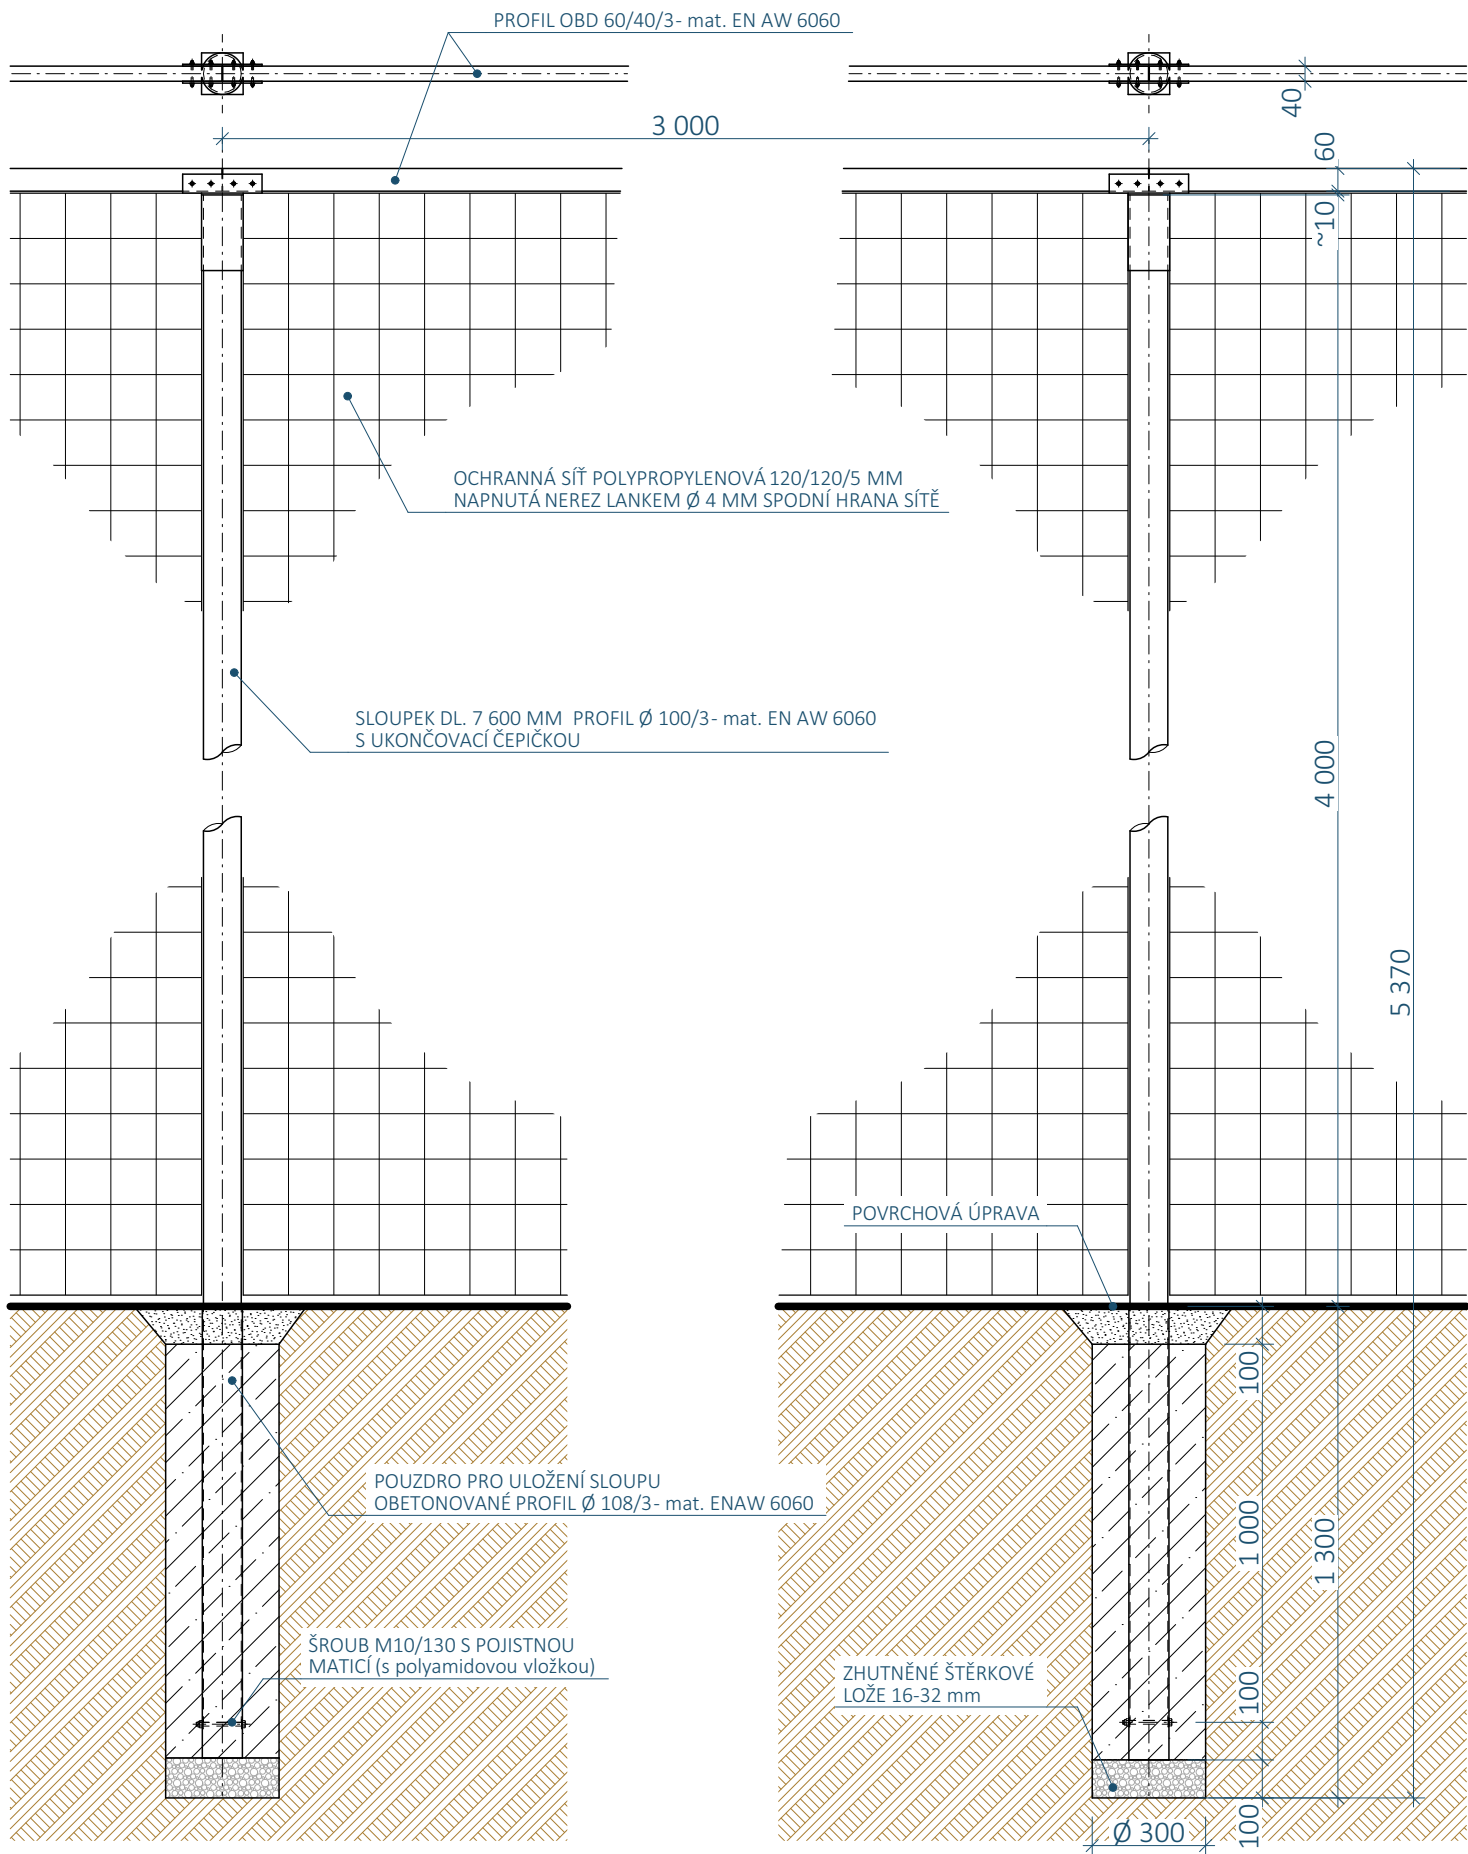 PROFIL OBD 60/40/3- mat. EN AW 6060
40
3 000
60
~10
OCHRANNÁ SÍŤ POLYPROPYLENOVÁ 120/120/5 MM
NAPNUTÁ NEREZ LANKEM Ø 4 MM SPODNÍ HRANA SÍTĚ
SLOUPEK DL. 7 600 MM PROFIL Ø 100/3- mat. EN AW 6060
S UKONČOVACÍ ČEPIČKOU
4 000
5 370
POVRCHOVÁ ÚPRAVA
100
POUZDRO PRO ULOŽENÍ SLOUPU
OBETONOVANÉ PROFIL Ø 108/3- mat. ENAW 6060
1 000
1 300
ŠROUB M10/130 S POJISTNOU
MATICÍ (s polyamidovou vložkou)
ZHUTNĚNÉ ŠTĚRKOVÉ
LOŽE 16-32 mm
100
100
Ø 300